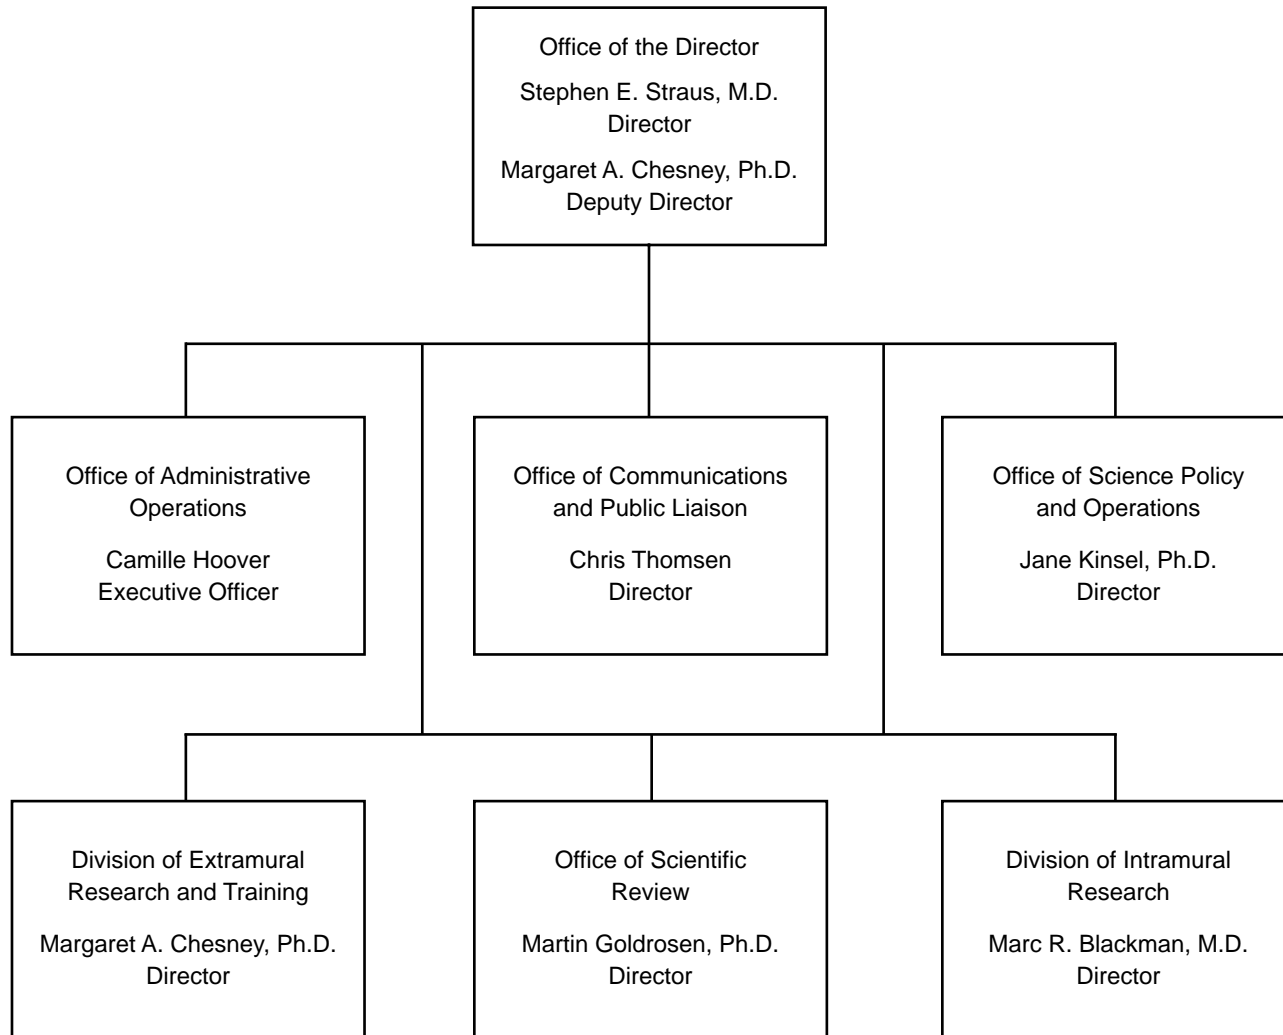 Office of the Director
Stephen E. Straus, M.D.
Director
Margaret A. Chesney, Ph.D.
Deputy Director
Office of Administrative
Operations
Camille Hoover
Executive Officer
Office of Communications
and Public Liaison
Chris Thomsen
Director
Office of Science Policy
and Operations
Jane Kinsel, Ph.D.
Director
Division of Extramural
Research and Training
Margaret A. Chesney, Ph.D.
Director
Office of Scientific
Review
Martin Goldrosen, Ph.D.
Director
Division of Intramural
Research
Marc R. Blackman, M.D.
Director